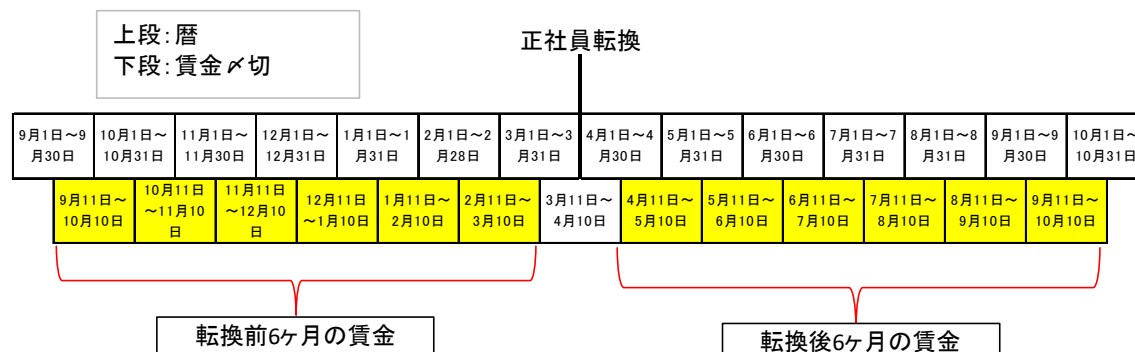 上段：暦
下段：賃金〆切
正社員転換
9月1日～9
月30日
10月1日～
10月31日
11月1日～
11月30日
12月1日～
12月31日
1月1日～1
月31日
2月1日～2
月28日
3月1日～3
月31日
4月1日～4
月30日
5月1日～5
月31日
6月1日～6
月30日
7月1日～7
月31日
8月1日～8
月31日
9月1日～9
月30日
10月1日～
10月31日
9月11日～
10月10日
10月11日
～11月10
日
11月11日
～12月10
日
12月11日
～1月10日
1月11日～
2月10日
2月11日～
3月10日
3月11日～
4月10日
4月11日～
5月10日
5月11日～
6月10日
6月11日～
7月10日
7月11日～
8月10日
8月11日～
9月10日
9月11日～
10月10日
転換前6ヶ月の賃金
転換後6ヶ月の賃金